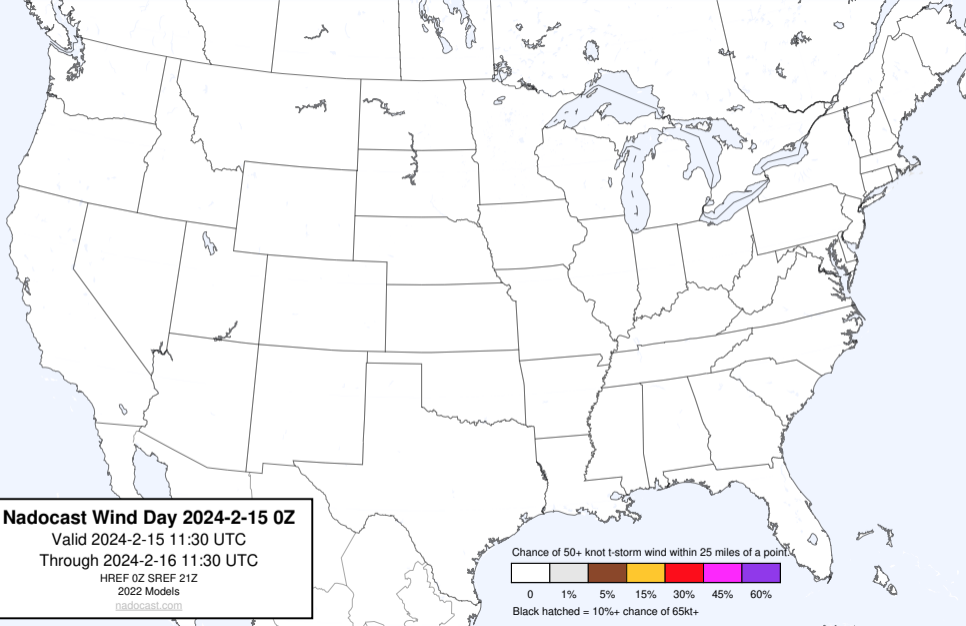 Nadocast Wind Day 2024-2-15 0Z
Valid 2024-2-15 11:30 UTC
Through 2024-2-16 11:30 UTC
HREF 0Z SREF 21Z
2022 Models
nadocast.com
Chance of 50+ knot t-storm wind within 25 miles of a point.
0 1% 5% 15% 30% 45% 60%
Black hatched = 10%+ chance of 65kt+